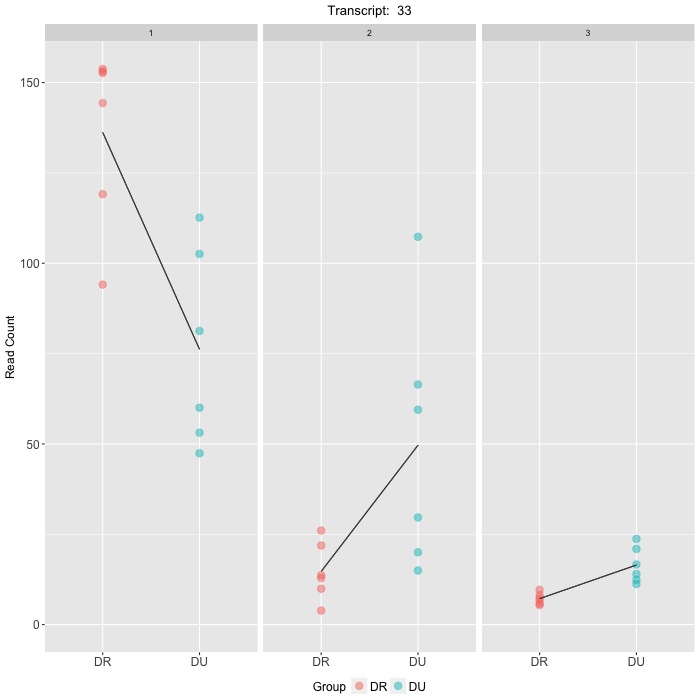 Transcript:  33
1 2 3
Read Count
150
100
50
0
DR DU DR DU DR DU
Group DR DU